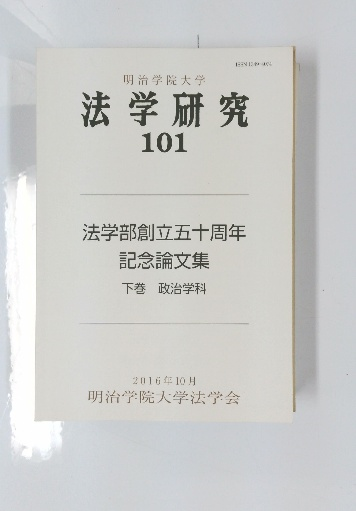 明治学院大学
法学研究
101
法学部創立五十周年
記念論文集
下巻 政治学科
2016年10月
明治学院大学法学会